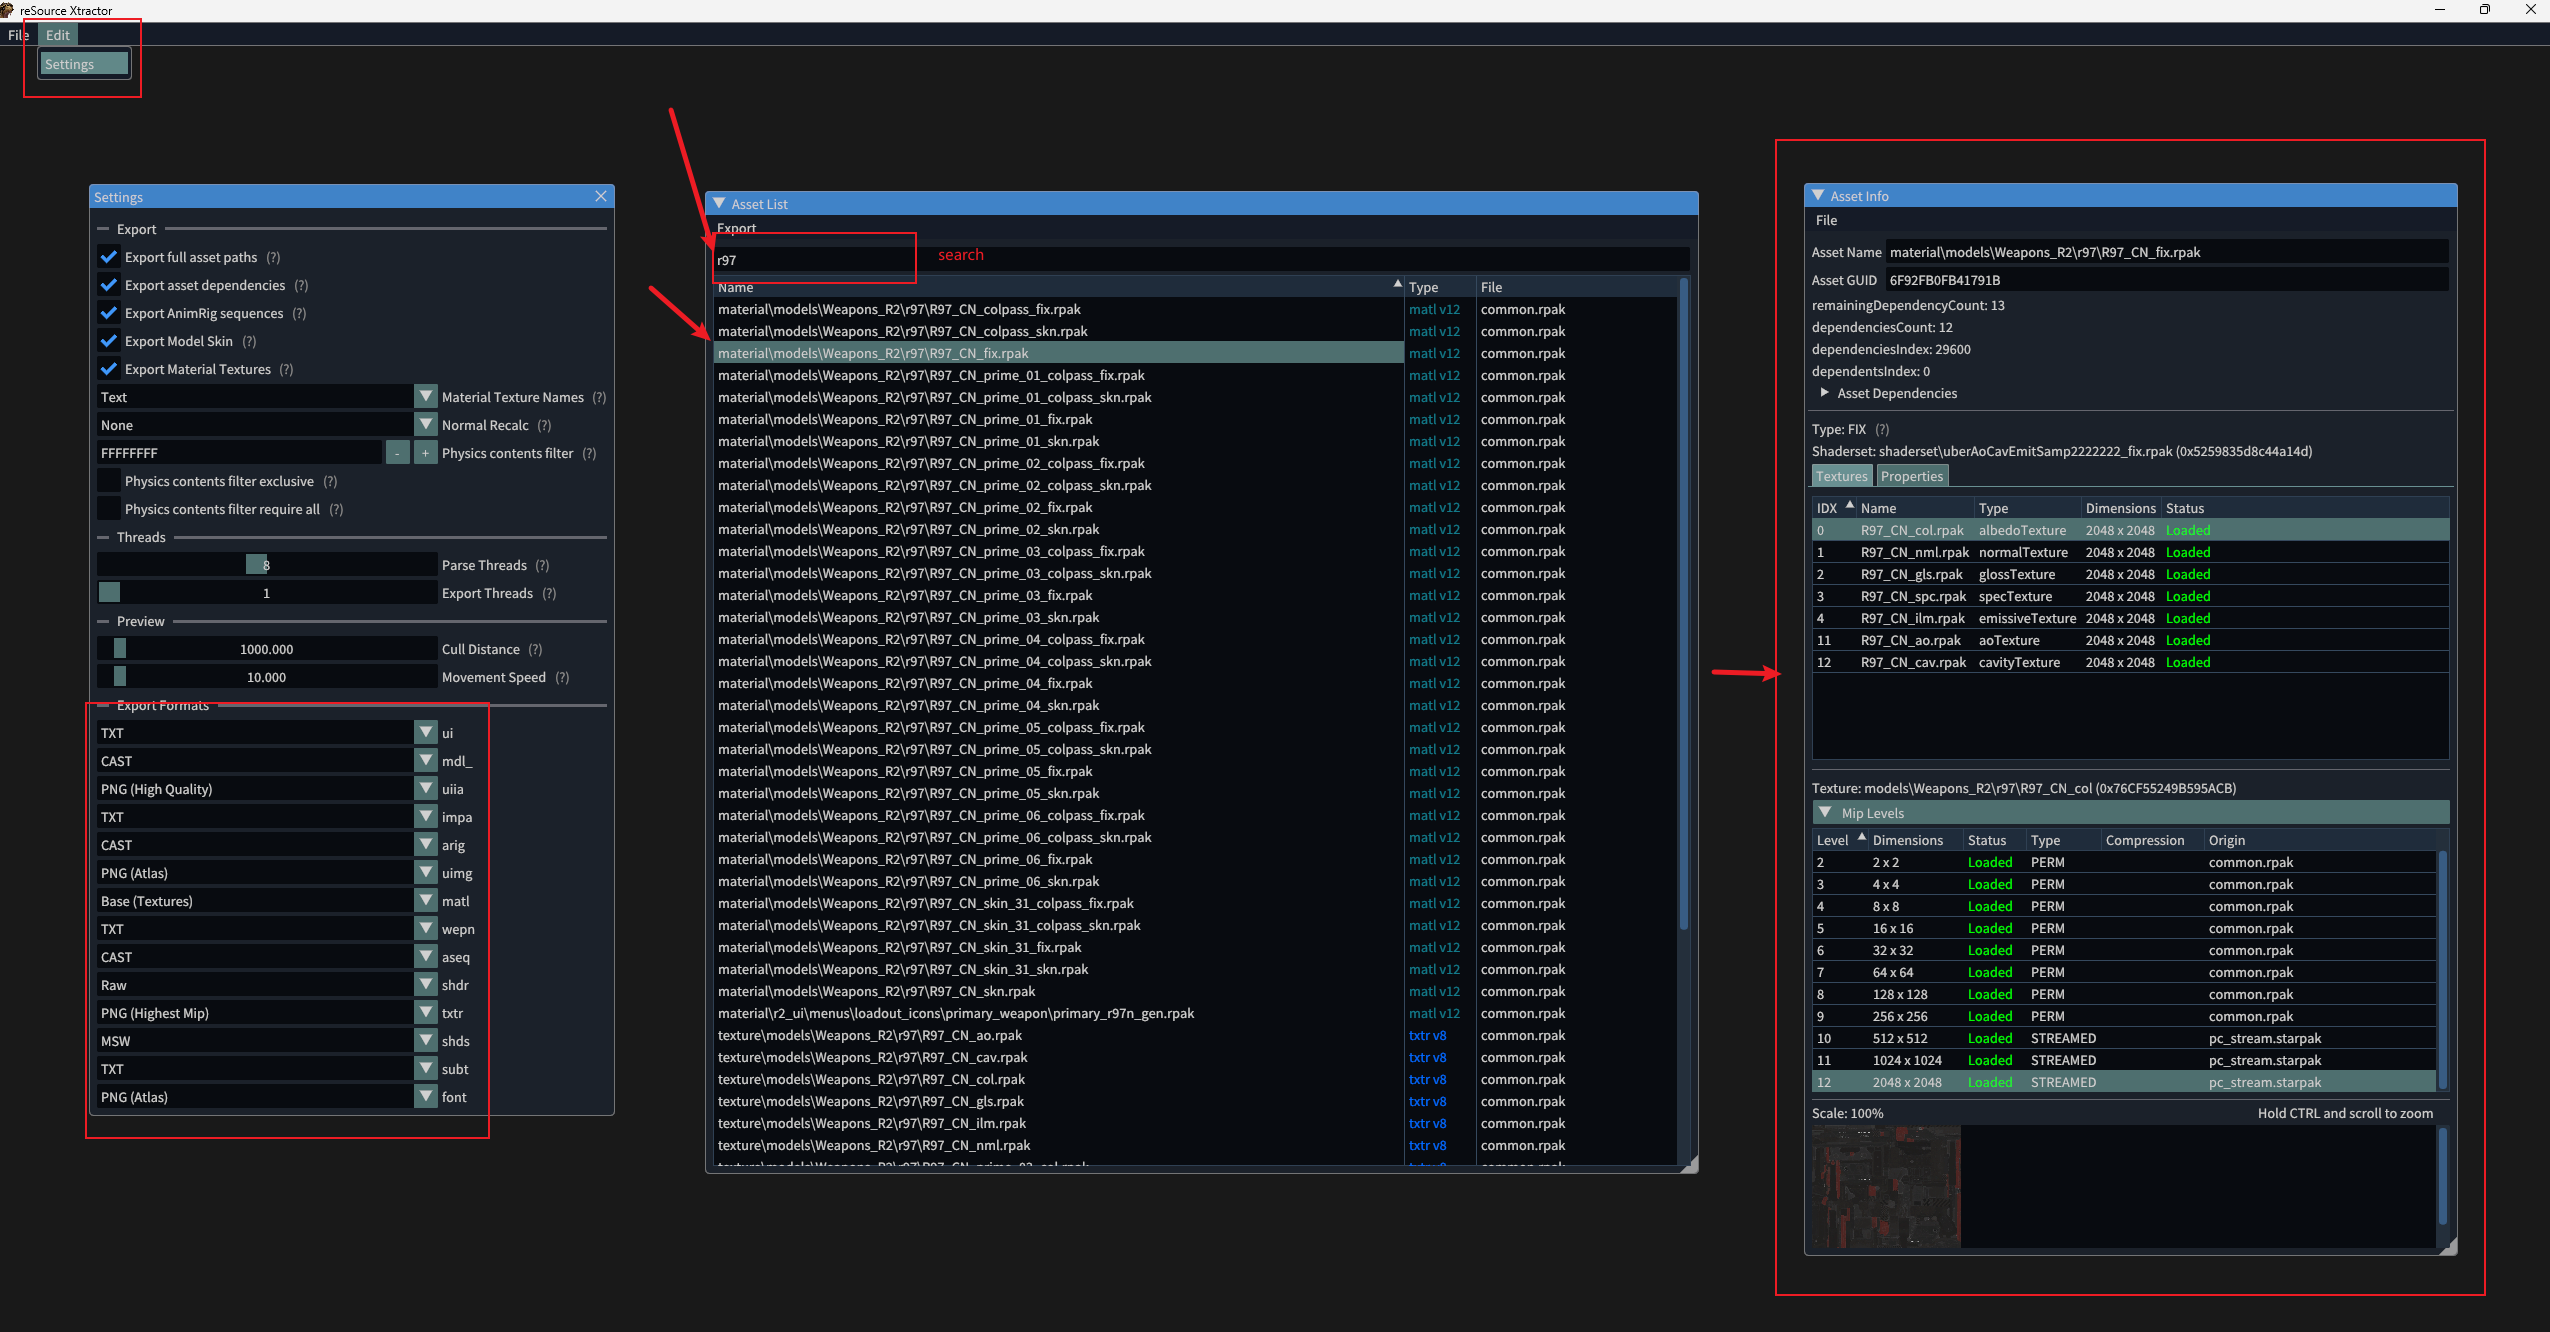 reSource Xtractor
File Edit
Settings
Settings
Export
Export full asset paths (?)
Export asset dependencies (?)
Export AnimRig sequences (?)
Export Model Skin (?)
Export Material Textures (?)
Text Material Texture Names (?)
None Normal Recalc (?)
FFFFFFFF - + Physics contents filter (?)
Physics contents filter exclusive (?)
Physics contents filter require all (?)
Threads
8 Parse Threads (?)
1 Export Threads (?)
Preview
1000.000 Cull Distance (?)
10.000 Movement Speed (?)
Export Formats
TXT ui
CAST mdl_
PNG (High Quality) uiia
TXT impa
CAST arig
PNG (Atlas) uimg
Base (Textures) matl
TXT wepn
CAST aseq
Raw shdr
PNG (Highest Mip) txtr
MSW shds
TXT subt
PNG (Atlas) font
Asset List
Export
r97 search
Name Type File
material\models\Weapons_R2\r97\R97_CN_colpass_fix.rpak matl v12 common.rpak
material\models\Weapons_R2\r97\R97_CN_colpass_skn.rpak matl v12 common.rpak
material\models\Weapons_R2\r97\R97_CN_fix.rpak matl v12 common.rpak
material\models\Weapons_R2\r97\R97_CN_prime_01_colpass_fix.rpak matl v12 common.rpak
material\models\Weapons_R2\r97\R97_CN_prime_01_colpass_skn.rpak matl v12 common.rpak
material\models\Weapons_R2\r97\R97_CN_prime_01_fix.rpak matl v12 common.rpak
material\models\Weapons_R2\r97\R97_CN_prime_01_skn.rpak matl v12 common.rpak
material\models\Weapons_R2\r97\R97_CN_prime_02_colpass_fix.rpak matl v12 common.rpak
material\models\Weapons_R2\r97\R97_CN_prime_02_colpass_skn.rpak matl v12 common.rpak
material\models\Weapons_R2\r97\R97_CN_prime_02_fix.rpak matl v12 common.rpak
material\models\Weapons_R2\r97\R97_CN_prime_02_skn.rpak matl v12 common.rpak
material\models\Weapons_R2\r97\R97_CN_prime_03_colpass_fix.rpak matl v12 common.rpak
material\models\Weapons_R2\r97\R97_CN_prime_03_colpass_skn.rpak matl v12 common.rpak
material\models\Weapons_R2\r97\R97_CN_prime_03_fix.rpak matl v12 common.rpak
material\models\Weapons_R2\r97\R97_CN_prime_03_skn.rpak matl v12 common.rpak
material\models\Weapons_R2\r97\R97_CN_prime_04_colpass_fix.rpak matl v12 common.rpak
material\models\Weapons_R2\r97\R97_CN_prime_04_colpass_skn.rpak matl v12 common.rpak
material\models\Weapons_R2\r97\R97_CN_prime_04_fix.rpak matl v12 common.rpak
material\models\Weapons_R2\r97\R97_CN_prime_04_skn.rpak matl v12 common.rpak
material\models\Weapons_R2\r97\R97_CN_prime_05_colpass_fix.rpak matl v12 common.rpak
material\models\Weapons_R2\r97\R97_CN_prime_05_colpass_skn.rpak matl v12 common.rpak
material\models\Weapons_R2\r97\R97_CN_prime_05_fix.rpak matl v12 common.rpak
material\models\Weapons_R2\r97\R97_CN_prime_05_skn.rpak matl v12 common.rpak
material\models\Weapons_R2\r97\R97_CN_prime_06_colpass_fix.rpak matl v12 common.rpak
material\models\Weapons_R2\r97\R97_CN_prime_06_colpass_skn.rpak matl v12 common.rpak
material\models\Weapons_R2\r97\R97_CN_prime_06_fix.rpak matl v12 common.rpak
material\models\Weapons_R2\r97\R97_CN_prime_06_skn.rpak matl v12 common.rpak
material\models\Weapons_R2\r97\R97_CN_skin_31_colpass_fix.rpak matl v12 common.rpak
material\models\Weapons_R2\r97\R97_CN_skin_31_colpass_skn.rpak matl v12 common.rpak
material\models\Weapons_R2\r97\R97_CN_skin_31_fix.rpak matl v12 common.rpak
material\models\Weapons_R2\r97\R97_CN_skin_31_skn.rpak matl v12 common.rpak
material\models\Weapons_R2\r97\R97_CN_skn.rpak matl v12 common.rpak
material\r2_ui\menus\loadout_icons\primary_weapon\primary_r97n_gen.rpak matl v12 common.rpak
texture\models\Weapons_R2\r97\R97_CN_ao.rpak txtr v8 common.rpak
texture\models\Weapons_R2\r97\R97_CN_cav.rpak txtr v8 common.rpak
texture\models\Weapons_R2\r97\R97_CN_col.rpak txtr v8 common.rpak
texture\models\Weapons_R2\r97\R97_CN_gls.rpak txtr v8 common.rpak
texture\models\Weapons_R2\r97\R97_CN_ilm.rpak txtr v8 common.rpak
texture\models\Weapons_R2\r97\R97_CN_nml.rpak txtr v8 common.rpak
Asset Info
File
Asset Name material\models\Weapons_R2\r97\R97_CN_fix.rpak
Asset GUID 6F92FB0FB41791B
remainingDependencyCount: 13
dependenciesCount: 12
dependenciesIndex: 29600
dependentsIndex: 0
Asset Dependencies
Type: FIX (?)
Shaderset: shaderset\uberAoCavEmitSamp2222222_fix.rpak (0x5259835d8c44a14d)
Textures Properties
IDX Name Type Dimensions Status
0 R97_CN_col.rpak albedoTexture 2048 x 2048 Loaded
1 R97_CN_nml.rpak normalTexture 2048 x 2048 Loaded
2 R97_CN_gls.rpak glossTexture 2048 x 2048 Loaded
3 R97_CN_spc.rpak specTexture 2048 x 2048 Loaded
4 R97_CN_ilm.rpak emissiveTexture 2048 x 2048 Loaded
11 R97_CN_ao.rpak aoTexture 2048 x 2048 Loaded
12 R97_CN_cav.rpak cavityTexture 2048 x 2048 Loaded
Texture: models\Weapons_R2\r97\R97_CN_col (0x76CF55249B595ACB)
Mip Levels
Level Dimensions Status Type Compression Origin
2 2 x 2 Loaded PERM common.rpak
3 4 x 4 Loaded PERM common.rpak
4 8 x 8 Loaded PERM common.rpak
5 16 x 16 Loaded PERM common.rpak
6 32 x 32 Loaded PERM common.rpak
7 64 x 64 Loaded PERM common.rpak
8 128 x 128 Loaded PERM common.rpak
9 256 x 256 Loaded PERM common.rpak
10 512 x 512 Loaded STREAMED pc_stream.starpak
11 1024 x 1024 Loaded STREAMED pc_stream.starpak
12 2048 x 2048 Loaded STREAMED pc_stream.starpak
Scale: 100% Hold CTRL and scroll to zoom